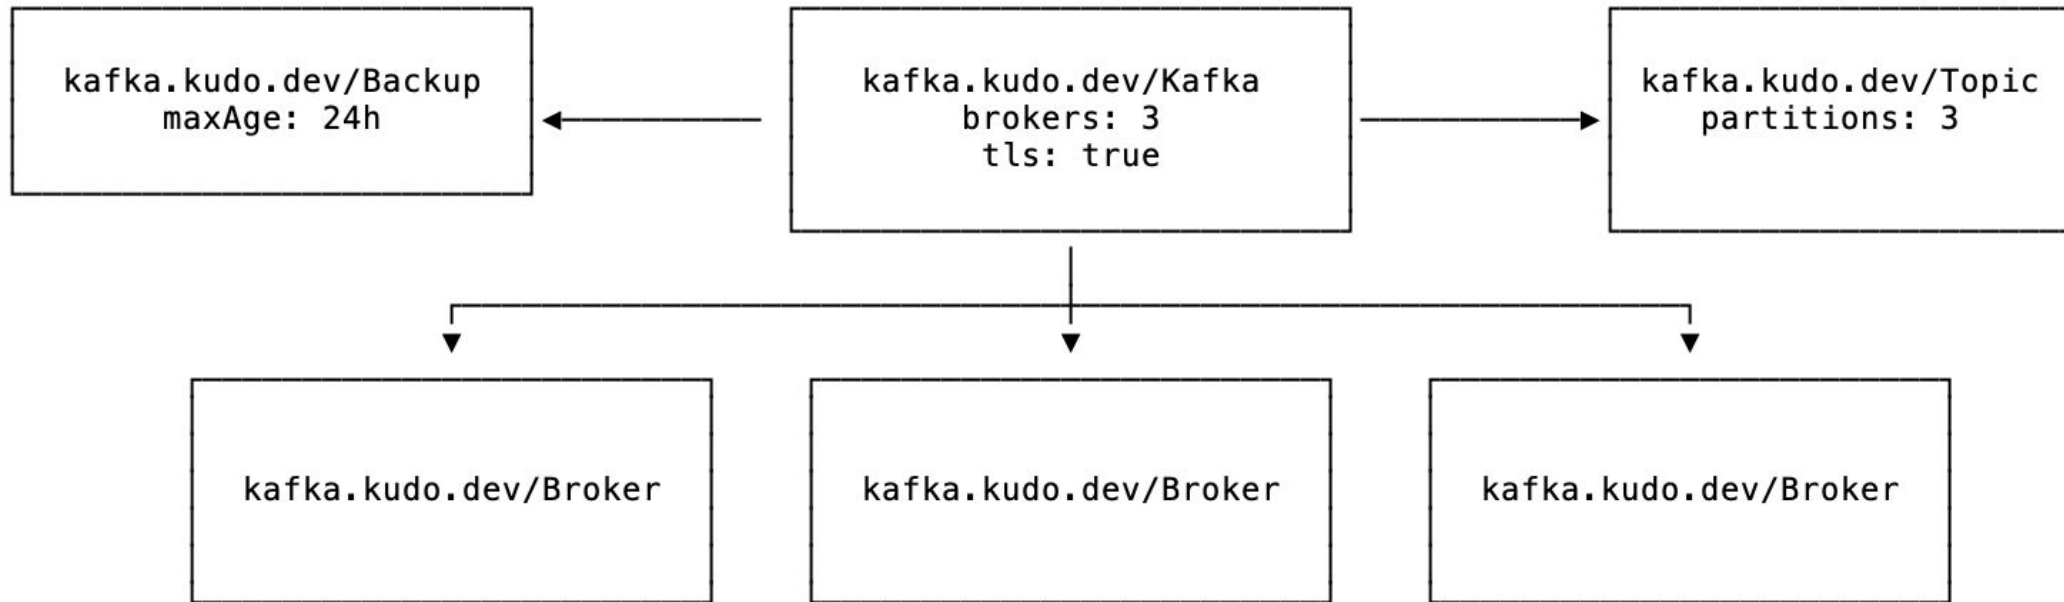 kafka.kudo.dev/Backup
maxAge: 24h
kafka.kudo.dev/Kafka
brokers: 3
tls: true
kafka.kudo.dev/Topic
partitions: 3
kafka.kudo.dev/Broker
kafka.kudo.dev/Broker
kafka.kudo.dev/Broker